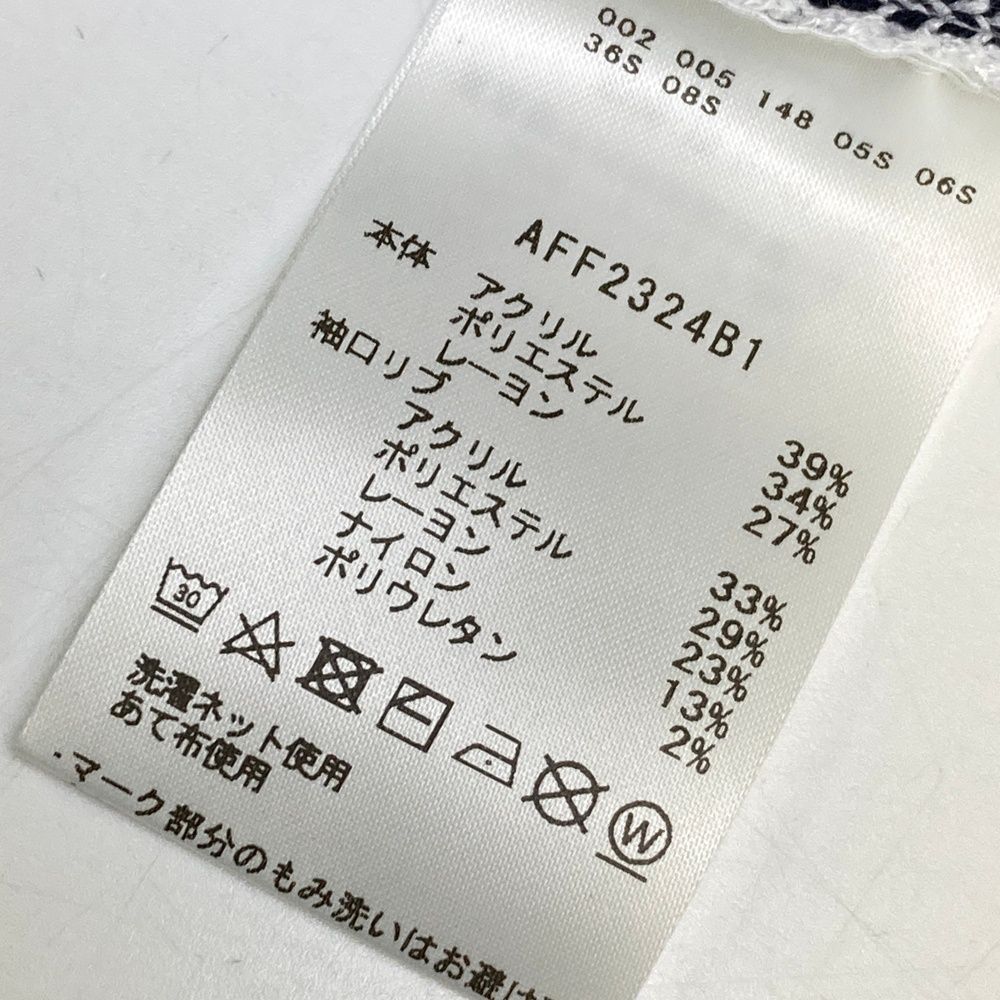 002 005 148 05S 06S
36S 08S
AFF2324B1
本体
アクリル 39%
ポリエステル 34%
レーヨン 27%
袖口リブ
アクリル 33%
ポリエステル 29%
レーヨン 23%
ナイロン 13%
ポリウレタン 2%
30
W
洗濯ネット使用
あて布使用
・マーク部分のもみ洗いはお避け